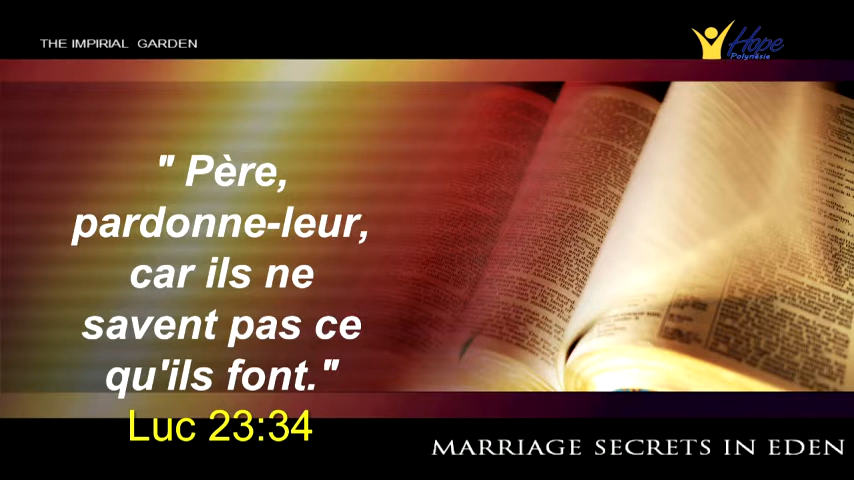 THE IMPIRIAL GARDEN
Hope
Polynésie
" Père,
pardonne-leur,
car ils ne
savent pas ce
qu'ils font."
Luc 23:34
MARRIAGE SECRETS IN EDEN